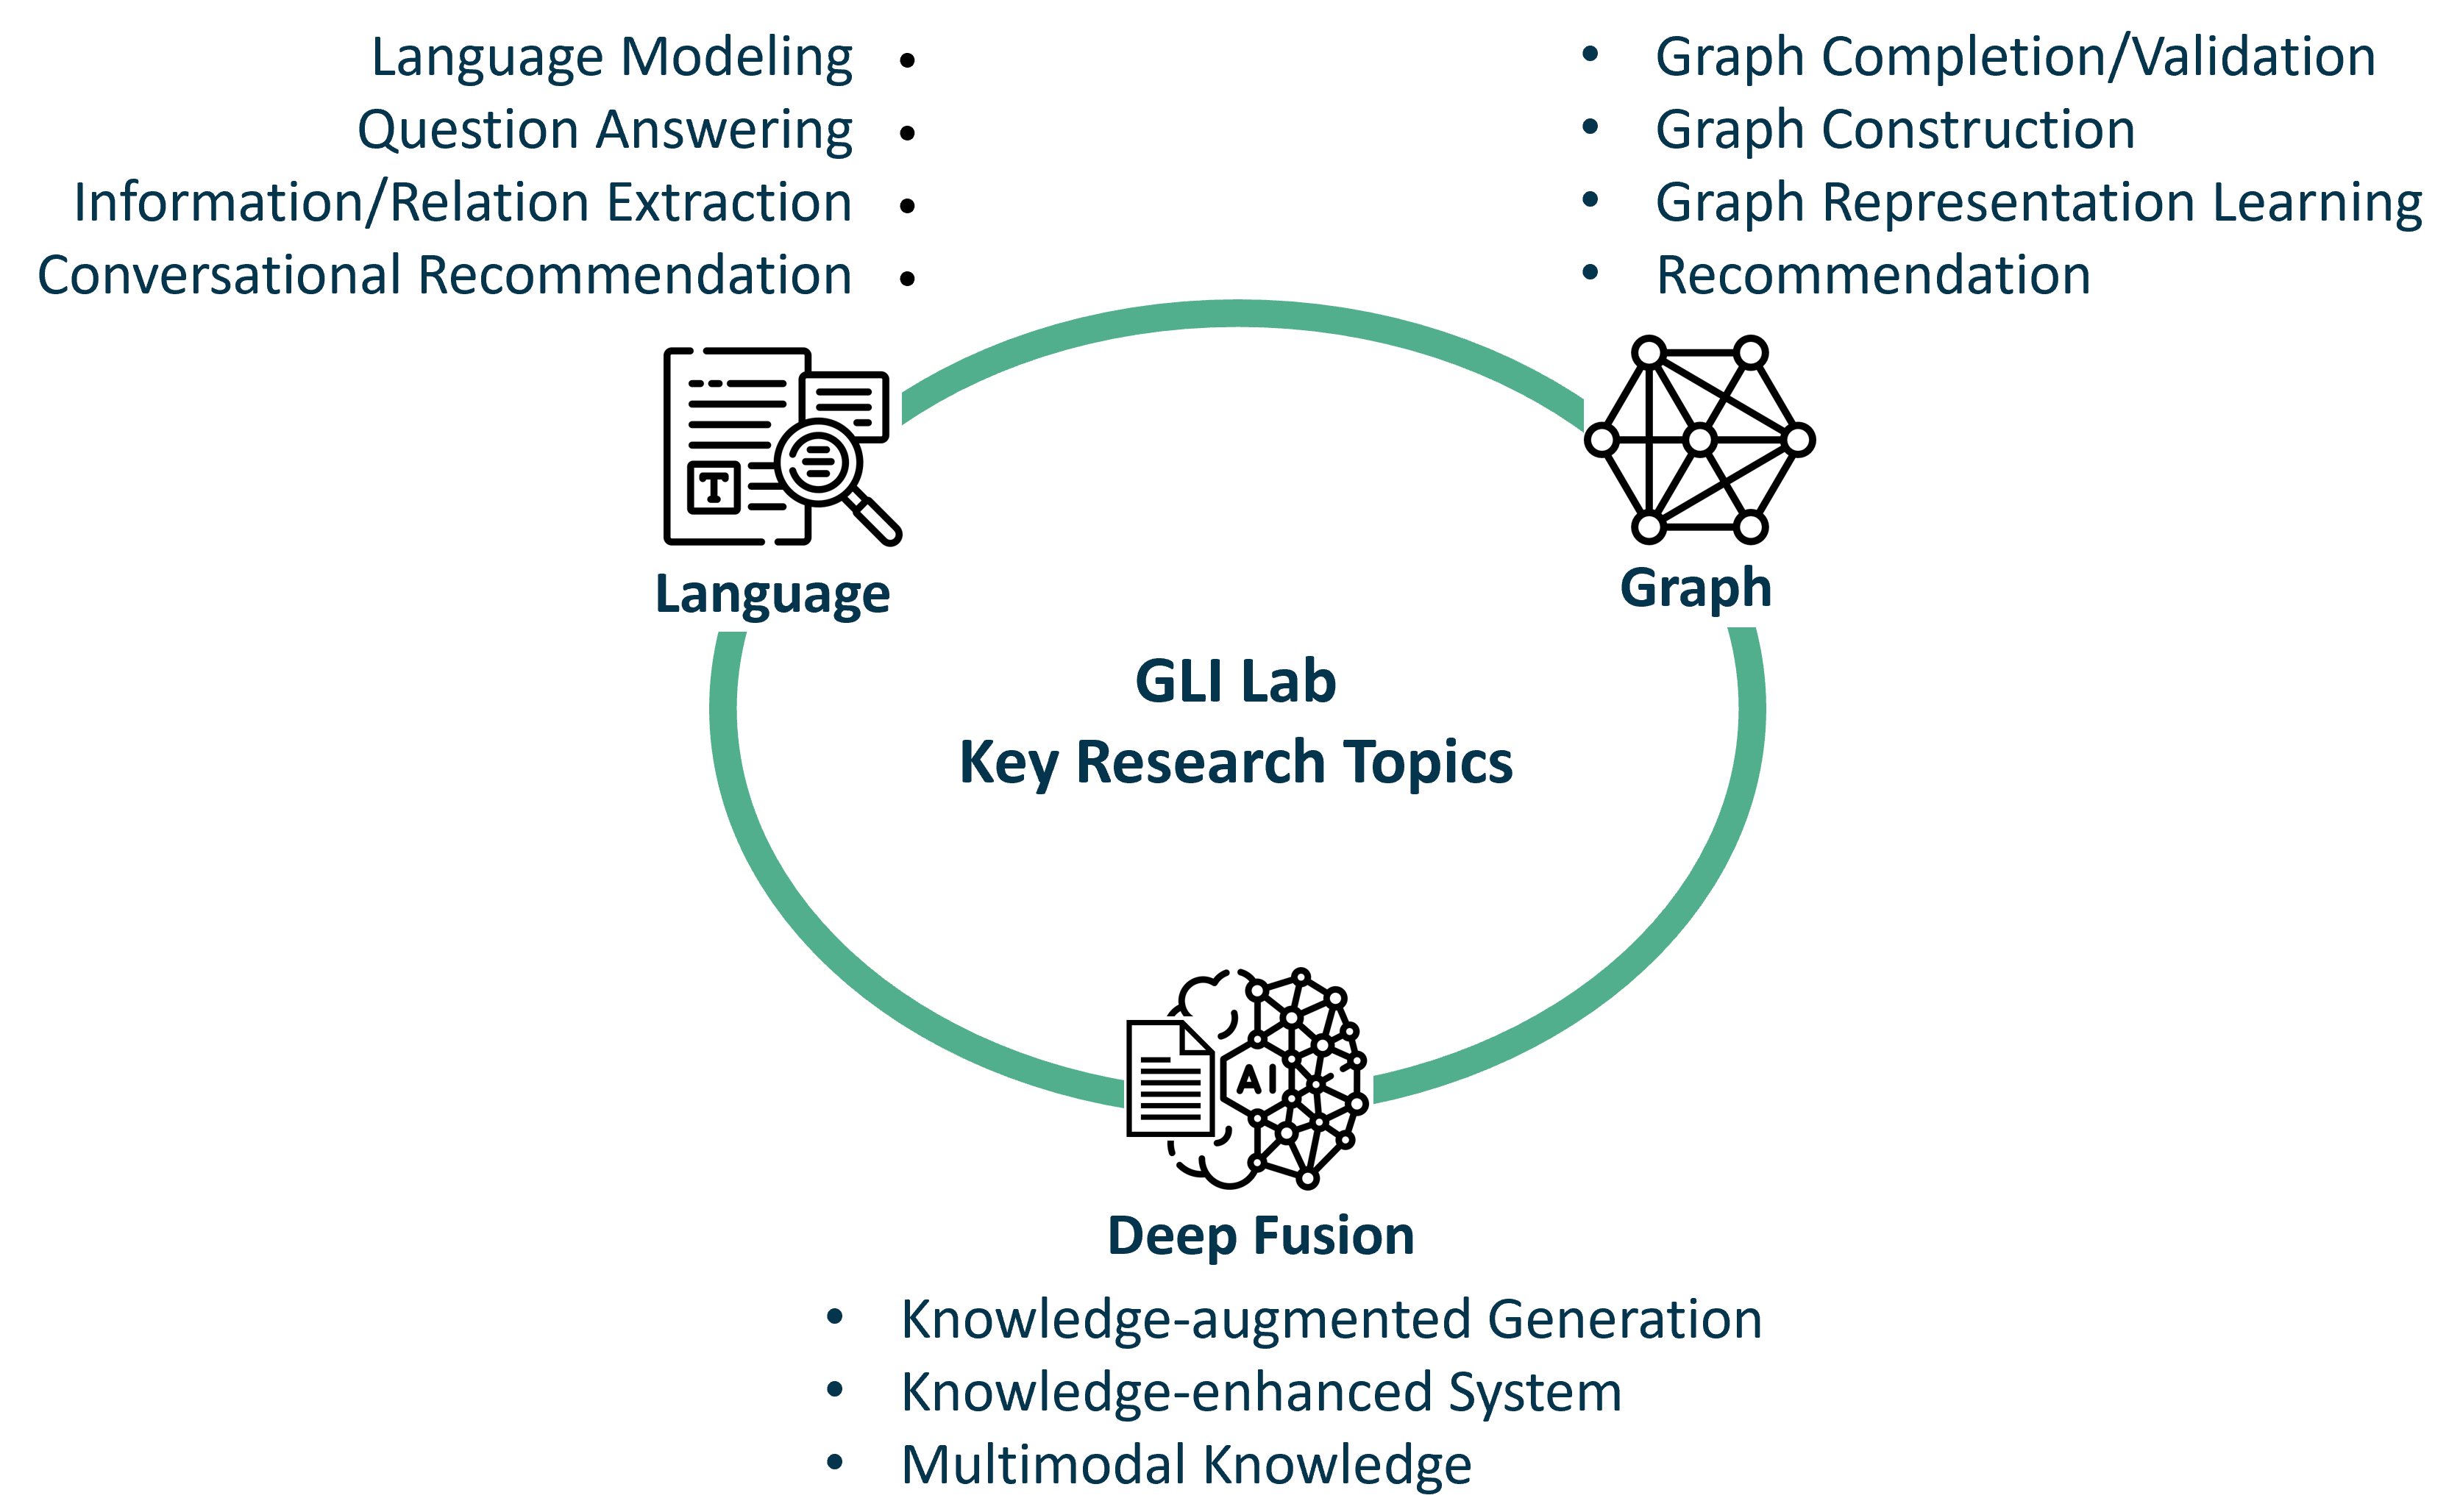 Language Modeling
Question Answering
Information/Relation Extraction
Conversational Recommendation
Graph Completion/Validation
Graph Construction
Graph Representation Learning
Recommendation
T
Language
Graph
GLI Lab
Key Research Topics
AI
Deep Fusion
Knowledge-augmented Generation
Knowledge-enhanced System
Multimodal Knowledge